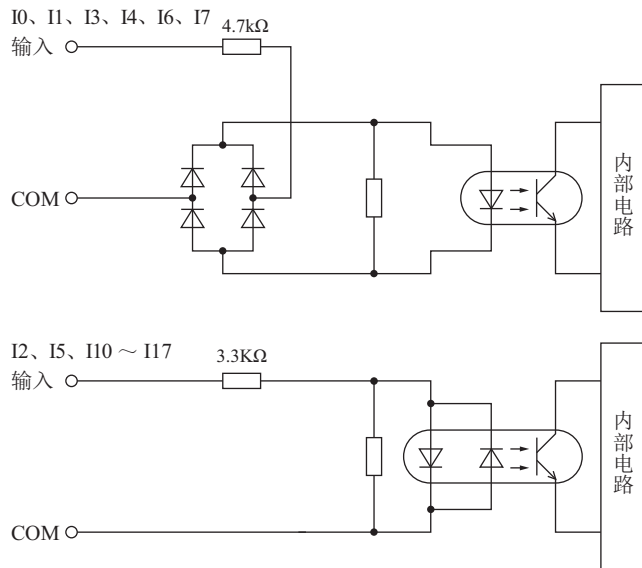 I0、I1、I3、I4、I6、I7
输入
4.7kΩ
COM
内部电路
I2、I5、I10～I17
输入
3.3KΩ
COM
内部电路